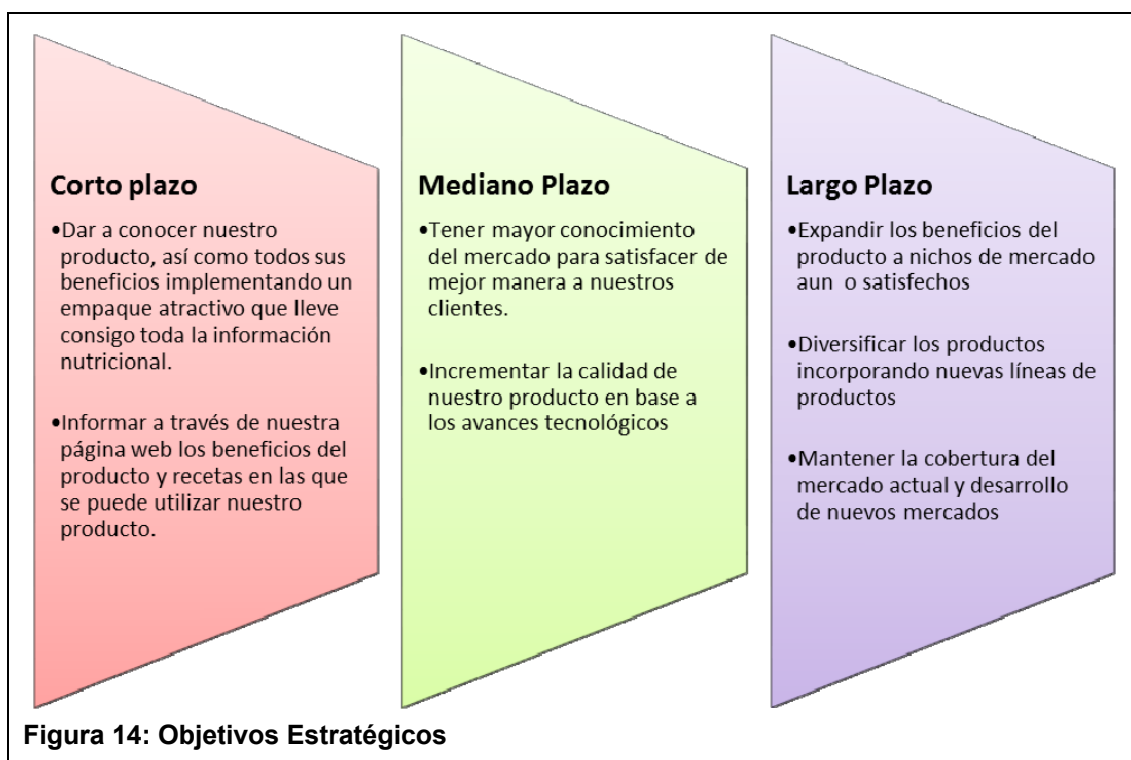 Corto plazo
•Dar a conocer nuestro
producto, así como todos sus
beneficios implementando un
empaque atractivo que lleve
consigo toda la información
nutricional.
•Informar a través de nuestra
página web los beneficios del
producto y recetas en las que
se puede utilizar nuestro
producto.
Mediano Plazo
•Tener mayor conocimiento
del mercado para satisfacer de
mejor manera a nuestros
clientes.
•Incrementar la calidad de
nuestro producto en base a
los avances tecnológicos
Largo Plazo
•Expandir los beneficios del
producto a nichos de mercado
aun o satisfechos
•Diversificar los productos
incorporando nuevas líneas de
productos
•Mantener la cobertura del
mercado actual y desarrollo
de nuevos mercados
Figura 14: Objetivos Estratégicos